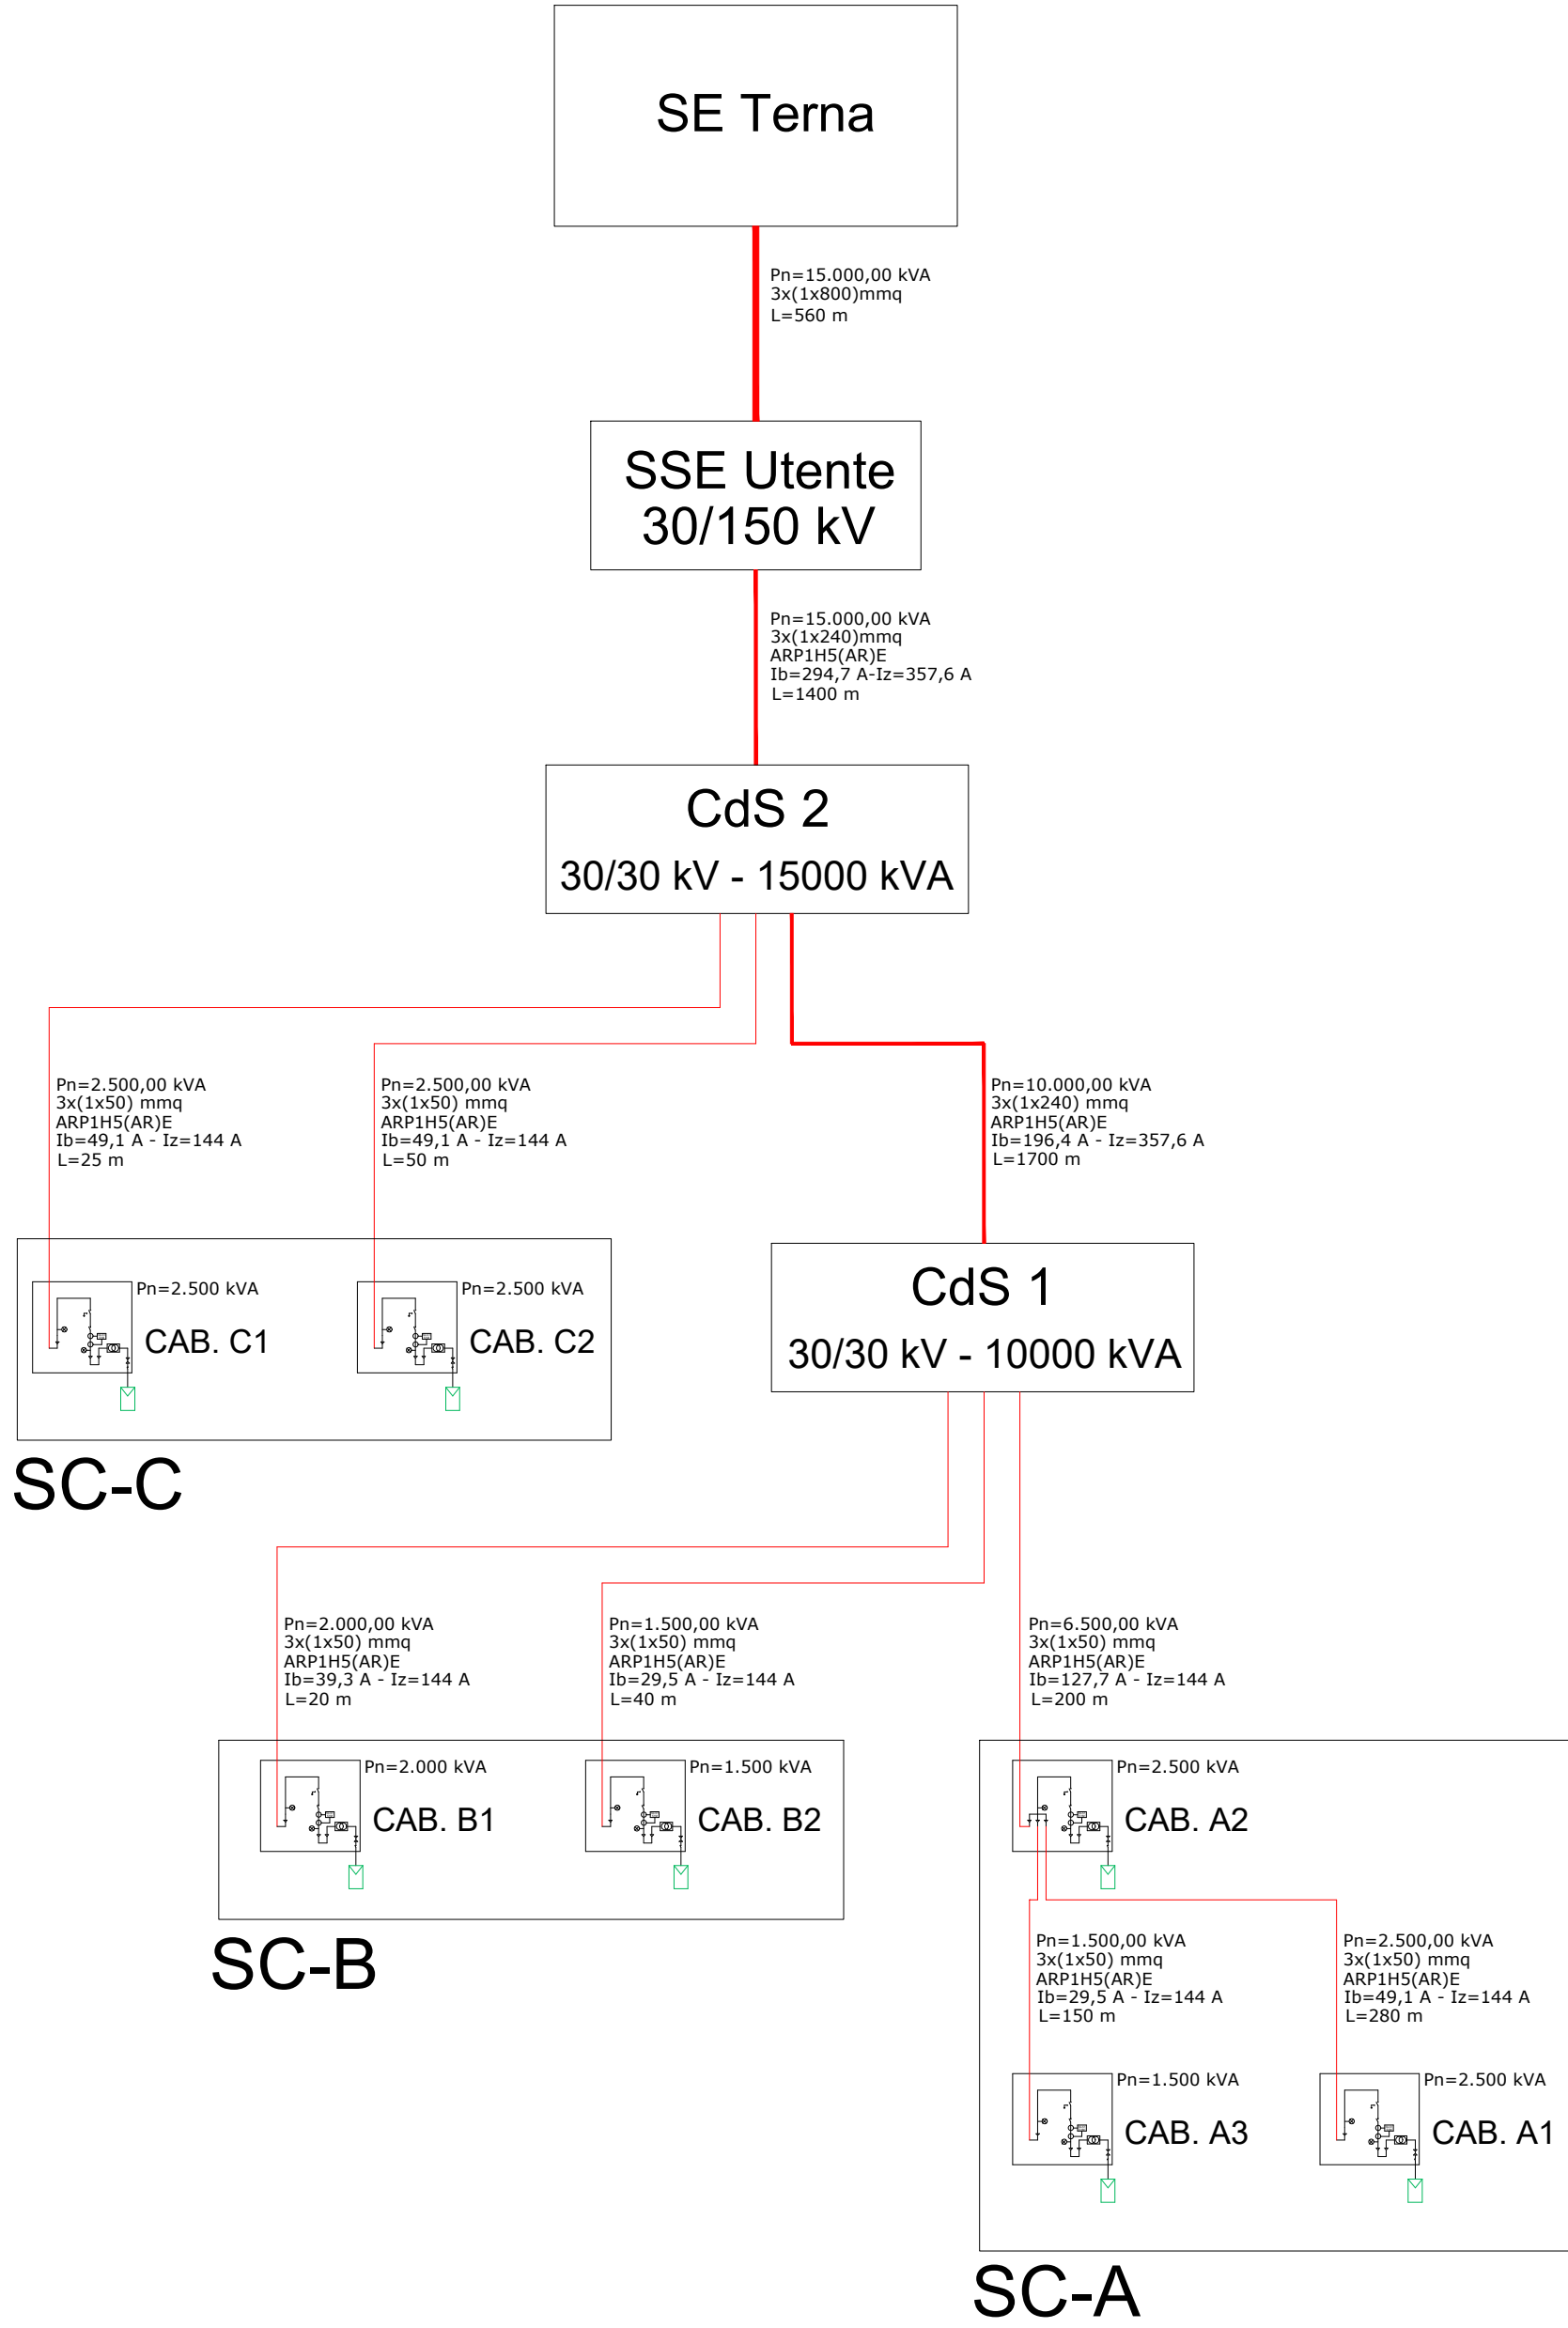 SE Terna
Pn=15.000,00 kVA
3x(1x800)mmq
L=560 m
SSE Utente
30/150 kV
Pn=15.000,00 kVA
3x(1x240)mmq
ARP1H5(AR)E
Ib=294,7 A-Iz=357,6 A
L=1400 m
CdS 2
30/30 kV - 15000 kVA
Pn=2.500,00 kVA
3x(1x50) mmq
ARP1H5(AR)E
Ib=49,1 A - Iz=144 A
L=25 m
Pn=2.500,00 kVA
3x(1x50) mmq
ARP1H5(AR)E
Ib=49,1 A - Iz=144 A
L=50 m
Pn=10.000,00 kVA
3x(1x240) mmq
ARP1H5(AR)E
Ib=196,4 A - Iz=357,6 A
L=1700 m
Pn=2.500 kVA
CAB. C1
Pn=2.500 kVA
CAB. C2
SC-C
CdS 1
30/30 kV - 10000 kVA
Pn=2.000,00 kVA
3x(1x50) mmq
ARP1H5(AR)E
Ib=39,3 A - Iz=144 A
L=20 m
Pn=1.500,00 kVA
3x(1x50) mmq
ARP1H5(AR)E
Ib=29,5 A - Iz=144 A
L=40 m
Pn=6.500,00 kVA
3x(1x50) mmq
ARP1H5(AR)E
Ib=127,7 A - Iz=144 A
L=200 m
Pn=2.000 kVA
CAB. B1
Pn=1.500 kVA
CAB. B2
SC-B
Pn=2.500 kVA
CAB. A2
Pn=1.500,00 kVA
3x(1x50) mmq
ARP1H5(AR)E
Ib=29,5 A - Iz=144 A
L=150 m
Pn=2.500,00 kVA
3x(1x50) mmq
ARP1H5(AR)E
Ib=49,1 A - Iz=144 A
L=280 m
Pn=1.500 kVA
CAB. A3
Pn=2.500 kVA
CAB. A1
SC-A